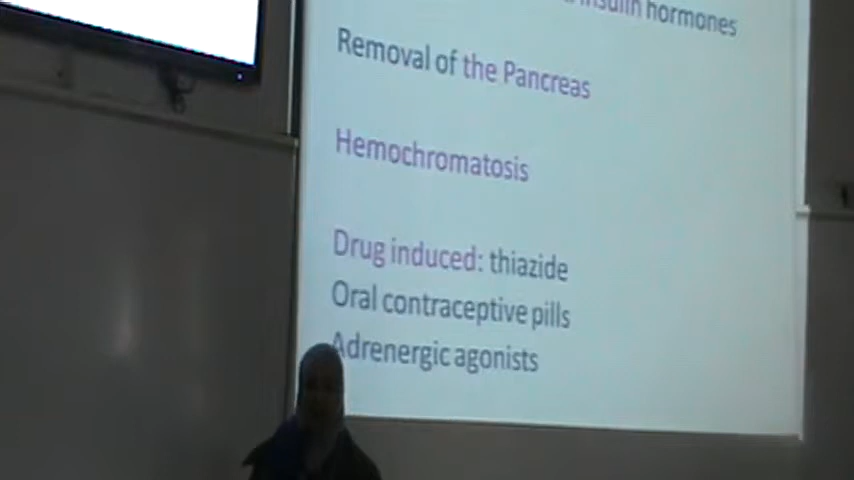 insulin hormones
Removal of the Pancreas
Hemochromatosis
Drug induced: thiazide
Oral contraceptive pills
Adrenergic agonists